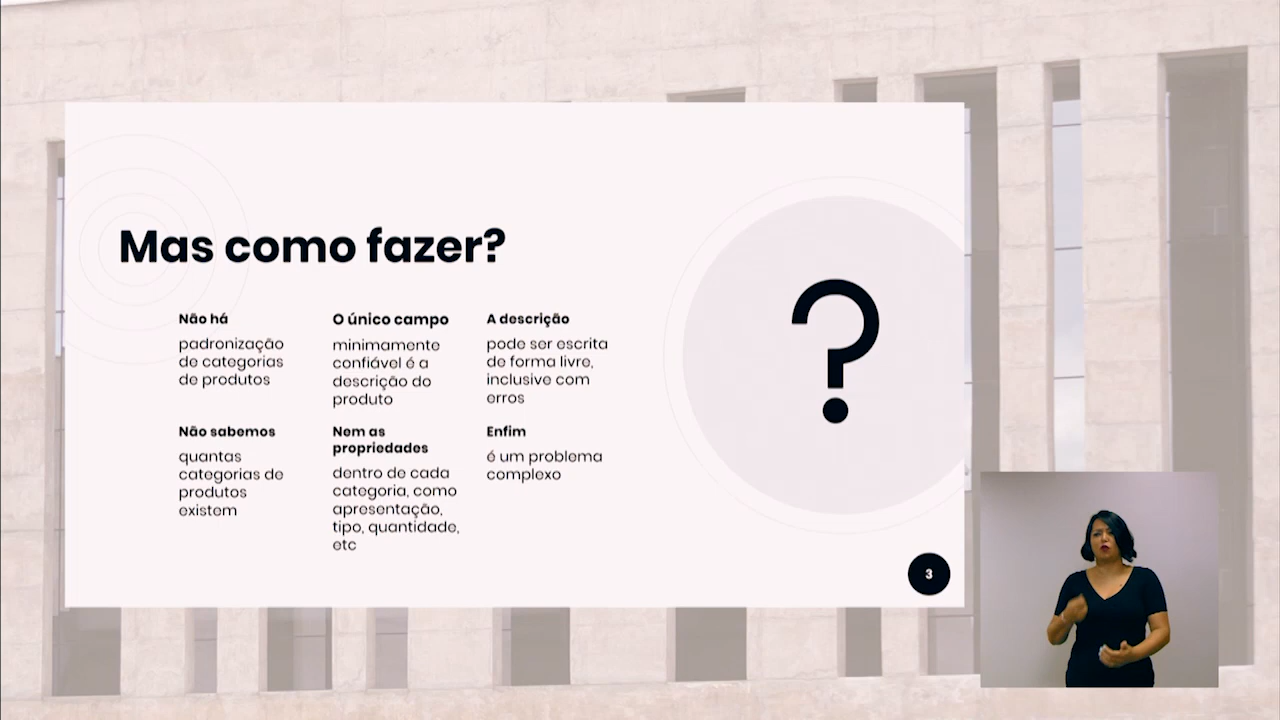 Mas como fazer?
Não há
padronização
de categorias
de produtos
O único campo
minimamente
confiável é a
descrição do
produto
A descrição
pode ser escrita
de forma livre,
inclusive com
erros
Não sabemos
quantas
categorias de
produtos
existem
Nem as
propriedades
dentro de cada
categoria, como
apresentação,
tipo, quantidade,
etc
Enfim
é um problema
complexo
?
3